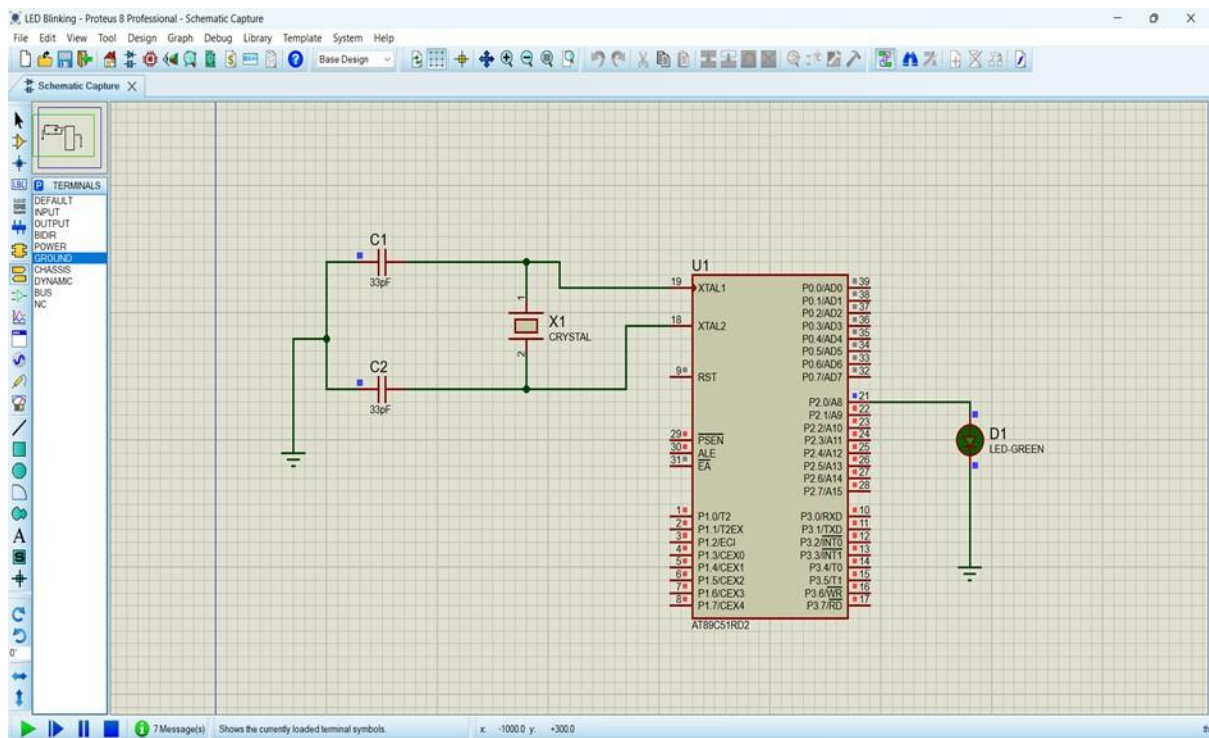 LED Blinking - Proteus 8 Professional - Schematic Capture
File Edit View Tool Design Graph Debug Library Template System Help
Base Design
Schematic Capture
TERMINALS
DEFAULT
INPUT
OUTPUT
BIDIR
POWER
GROUND
CHASSIS
DYNAMIC
BUS
NC
C1
33pF
X1
CRYSTAL
1
2
C2
33pF
U1
19 XTAL1
18 XTAL2
9 RST
29 PSEN
30 ALE
31 EA
1 P1.0/T2
2 P1.1/T2EX
3 P1.2/ECI
4 P1.3/CEX0
5 P1.4/CEX1
6 P1.5/CEX2
7 P1.6/CEX3
8 P1.7/CEX4
P0.0/AD0 39
P0.1/AD1 38
P0.2/AD2 37
P0.3/AD3 36
P0.4/AD4 35
P0.5/AD5 34
P0.6/AD6 33
P0.7/AD7 32
P2.0/A8 21
P2.1/A9 22
P2.2/A10 23
P2.3/A11 24
P2.4/A12 25
P2.5/A13 26
P2.6/A14 27
P2.7/A15 28
P3.0/RXD 10
P3.1/TXD 11
P3.2/INT0 12
P3.3/INT1 13
P3.4/T0 14
P3.5/T1 15
P3.6/WR 16
P3.7/RD 17
AT89C51RD2
D1
LED-GREEN
7 Message(s) Shows the currently loaded terminal symbols. x: -1000.0 y: +300.0